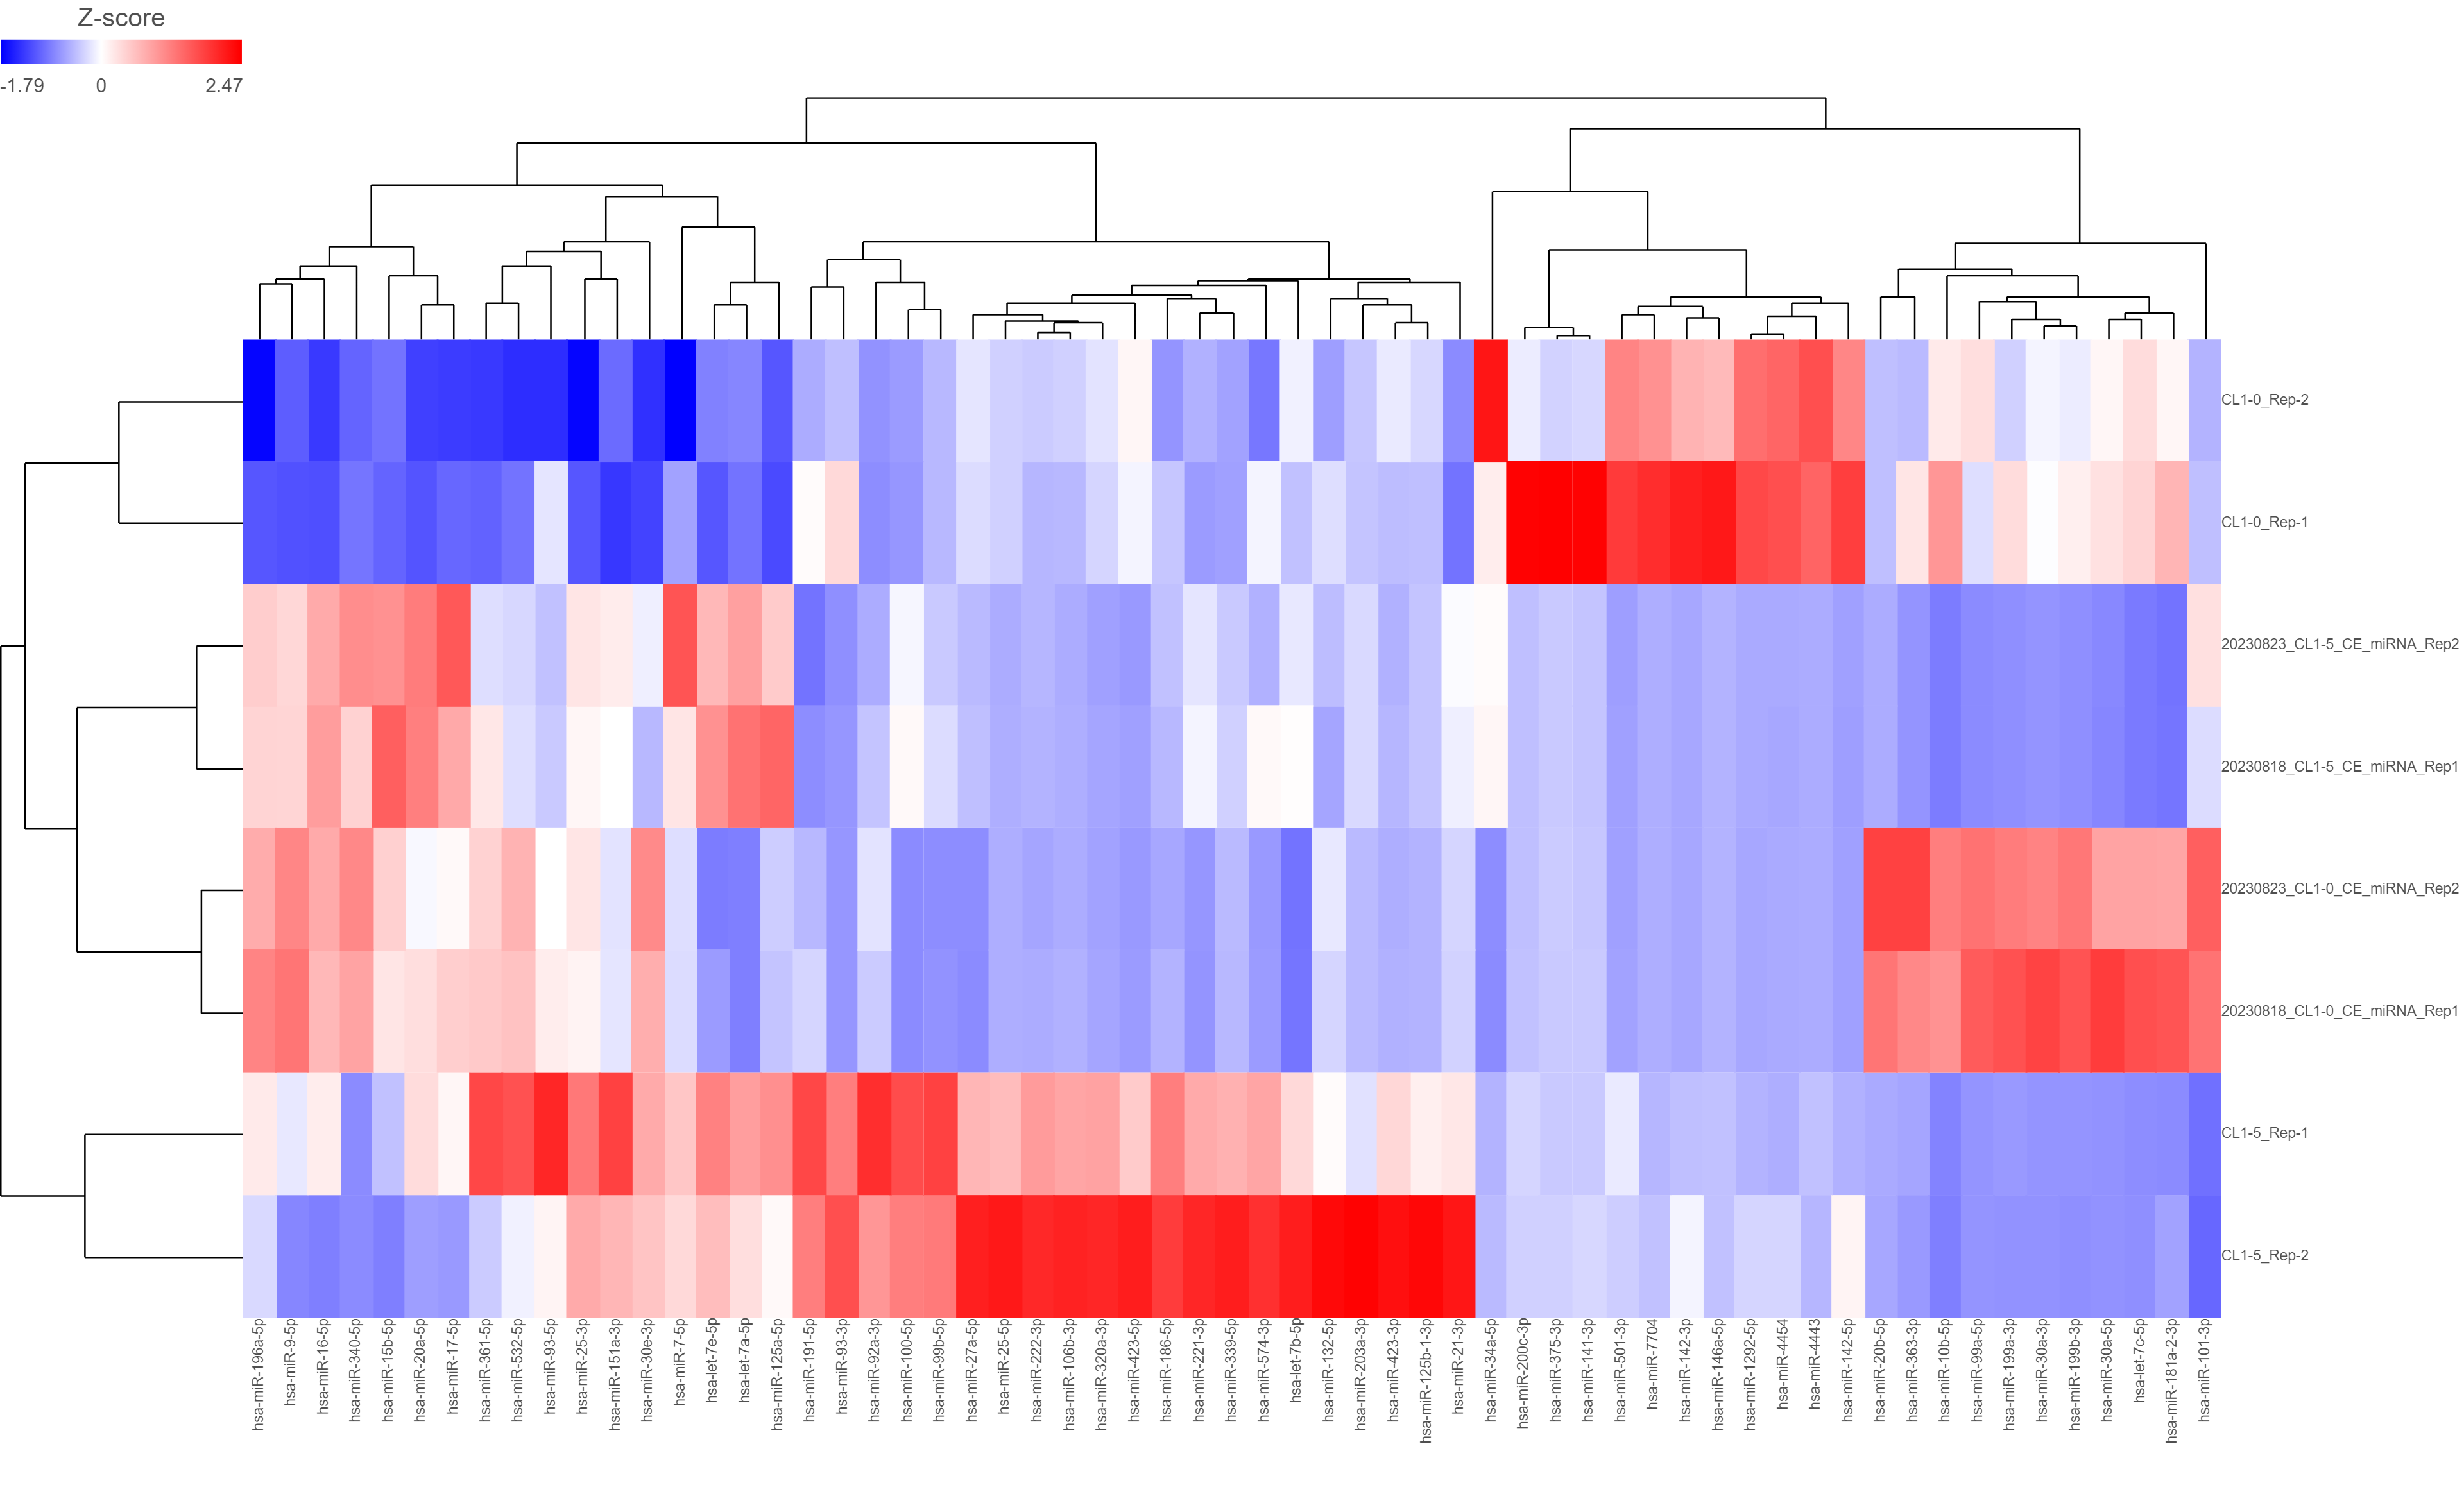 Z-score
-1.79 0 2.47
CL1-0_Rep-2
CL1-0_Rep-1
20230823_CL1-5_CE_miRNA_Rep2
20230818_CL1-5_CE_miRNA_Rep1
20230823_CL1-0_CE_miRNA_Rep2
20230818_CL1-0_CE_miRNA_Rep1
CL1-5_Rep-1
CL1-5_Rep-2
hsa-miR-196a-5p
hsa-miR-9-5p
hsa-miR-16-5p
hsa-miR-340-5p
hsa-miR-15b-5p
hsa-miR-20a-5p
hsa-miR-17-5p
hsa-miR-361-5p
hsa-miR-532-5p
hsa-miR-93-5p
hsa-miR-25-3p
hsa-miR-151a-3p
hsa-miR-30e-3p
hsa-miR-7-5p
hsa-let-7e-5p
hsa-let-7a-5p
hsa-miR-125a-5p
hsa-miR-191-5p
hsa-miR-93-3p
hsa-miR-92a-3p
hsa-miR-100-5p
hsa-miR-99b-5p
hsa-miR-27a-5p
hsa-miR-25-5p
hsa-miR-222-3p
hsa-miR-106b-3p
hsa-miR-320a-3p
hsa-miR-423-5p
hsa-miR-186-5p
hsa-miR-221-3p
hsa-miR-339-5p
hsa-miR-574-3p
hsa-let-7b-5p
hsa-miR-132-5p
hsa-miR-203a-3p
hsa-miR-423-3p
hsa-miR-125b-1-3p
hsa-miR-21-3p
hsa-miR-34a-5p
hsa-miR-200c-3p
hsa-miR-375-3p
hsa-miR-141-3p
hsa-miR-501-3p
hsa-miR-7704
hsa-miR-142-3p
hsa-miR-146a-5p
hsa-miR-1292-5p
hsa-miR-4454
hsa-miR-4443
hsa-miR-142-5p
hsa-miR-20b-5p
hsa-miR-363-3p
hsa-miR-10b-5p
hsa-miR-99a-5p
hsa-miR-199a-3p
hsa-miR-30a-3p
hsa-miR-199b-3p
hsa-miR-30a-5p
hsa-let-7c-5p
hsa-miR-181a-2-3p
hsa-miR-101-3p